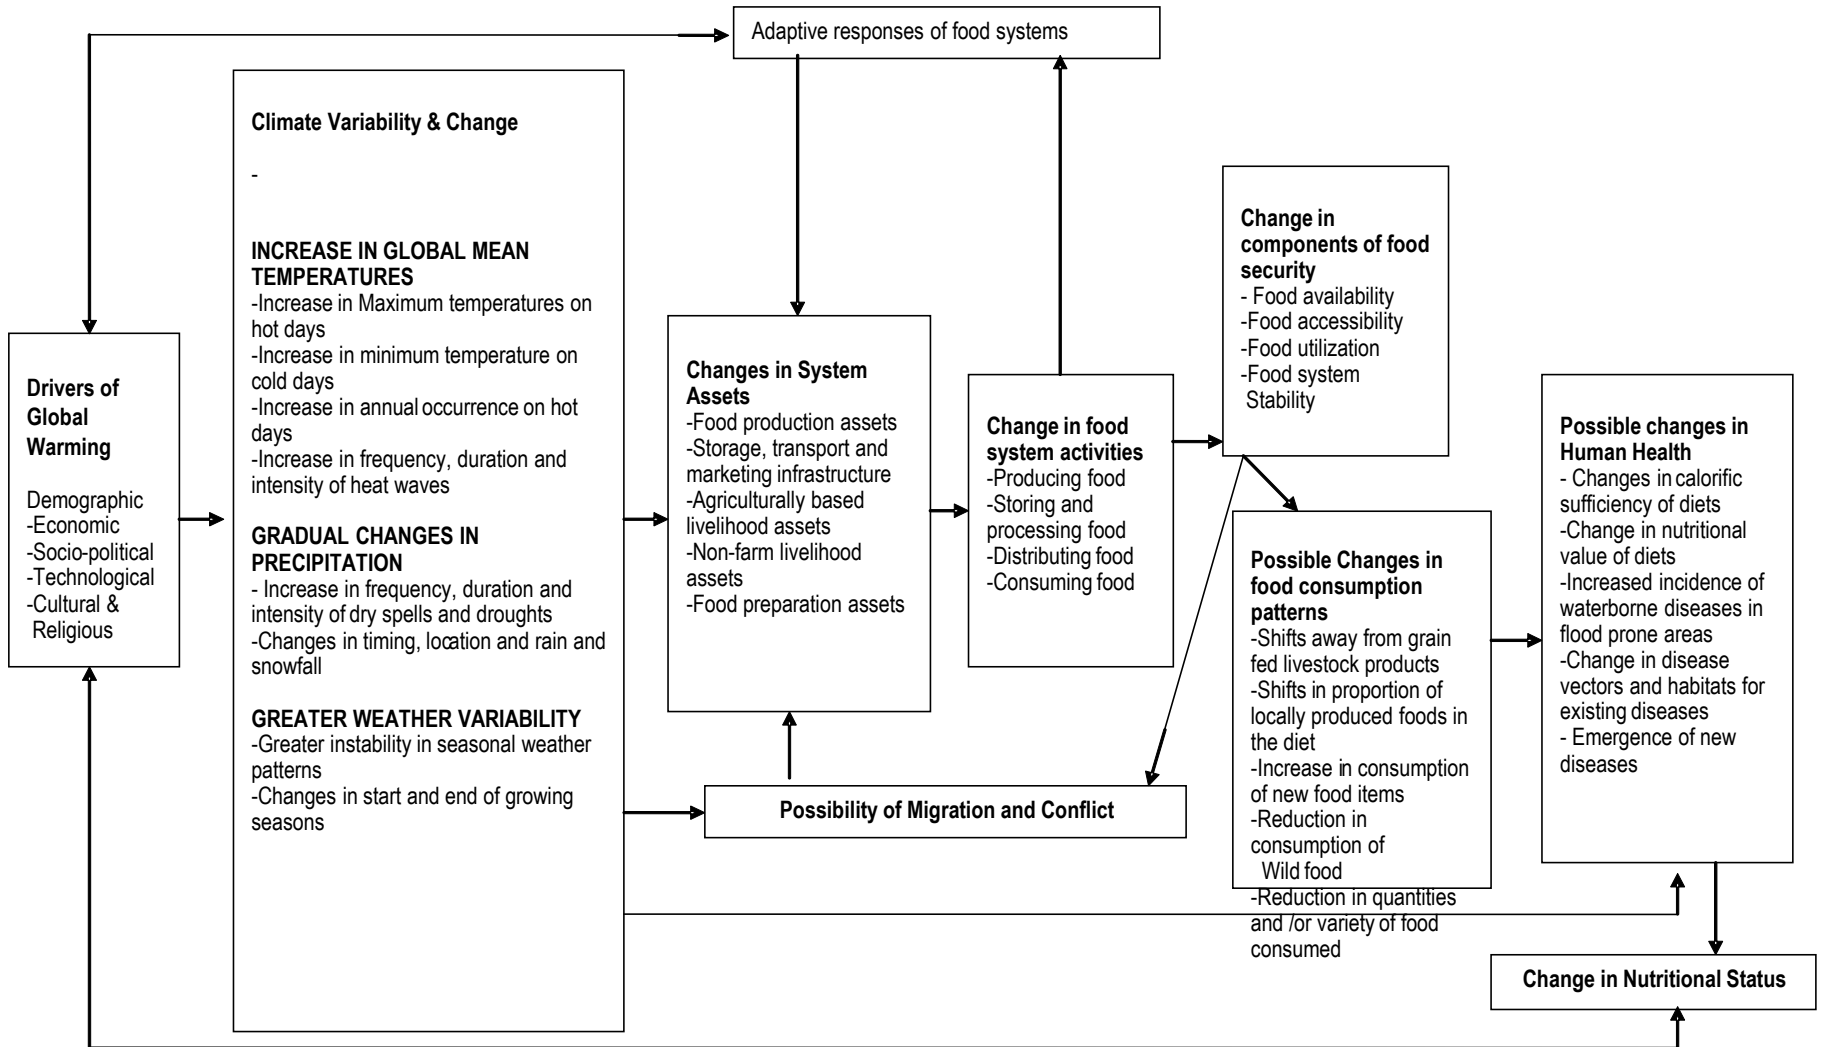 Adaptive responses of food systems
Climate Variability & Change
-
INCREASE IN GLOBAL MEAN
TEMPERATURES
-Increase in Maximum temperatures on
hot days
-Increase in minimum temperature on
cold days
-Increase in annual occurrence on hot
days
-Increase in frequency, duration and
intensity of heat waves
GRADUAL CHANGES IN
PRECIPITATION
- Increase in frequency, duration and
intensity of dry spells and droughts
-Changes in timing, location and rain and
snowfall
GREATER WEATHER VARIABILITY
-Greater instability in seasonal weather
patterns
-Changes in start and end of growing
seasons
Drivers of
Global
Warming
Demographic
-Economic
-Socio-political
-Technological
-Cultural &
Religious
Changes in System
Assets
-Food production assets
-Storage, transport and
marketing infrastructure
-Agriculturally based
livelihood assets
-Non-farm livelihood
assets
-Food preparation assets
Change in food
system activities
-Producing food
-Storing and
processing food
-Distributing food
-Consuming food
Change in
components of food
security
- Food availability
-Food accessibility
-Food utilization
-Food system
Stability
Possible Changes in
food consumption
patterns
-Shifts away from grain
fed livestock products
-Shifts in proportion of
locally produced foods in
the diet
-Increase in consumption
of new food items
-Reduction in
consumption of
Wild food
-Reduction in quantities
and /or variety of food
consumed
Possible changes in
Human Health
- Changes in calorific
sufficiency of diets
-Change in nutritional
value of diets
-Increased incidence of
waterborne diseases in
flood prone areas
-Change in disease
vectors and habitats for
existing diseases
- Emergence of new
diseases
Possibility of Migration and Conflict
Change in Nutritional Status